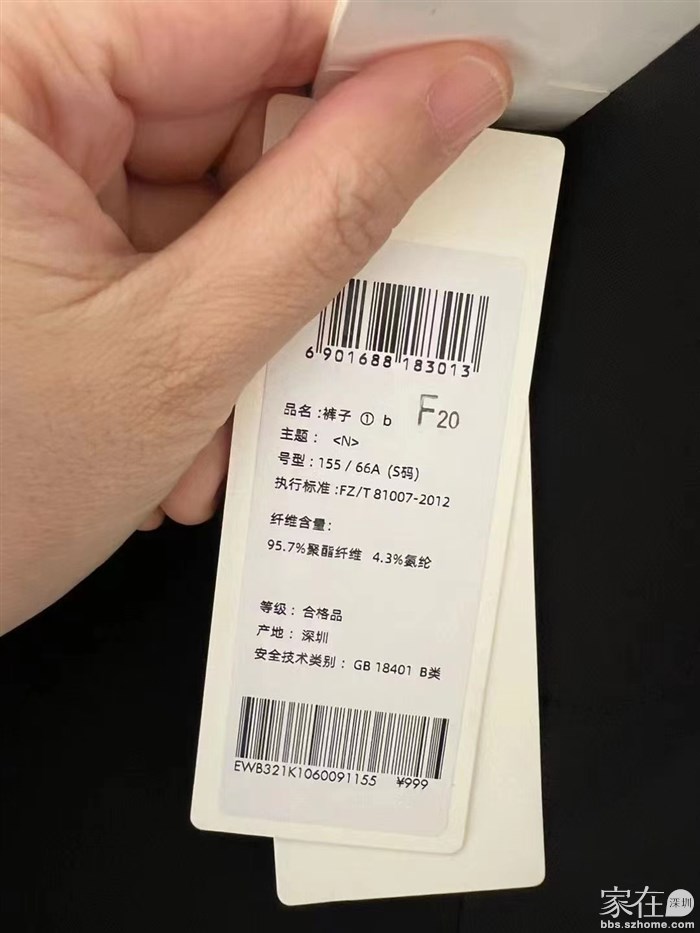 6 901688 183013
品名:裤子 ① b F20
主题: <N>
号型:155 / 66A (S码)
执行标准:FZ/T 81007-2012
纤维含量:
95.7%聚酯纤维 4.3%氨纶
等级: 合格品
产地: 深圳
安全技术类别: GB 18401 B类
EWB321K1060091155 ¥999
家在深圳
bbs.szhome.com